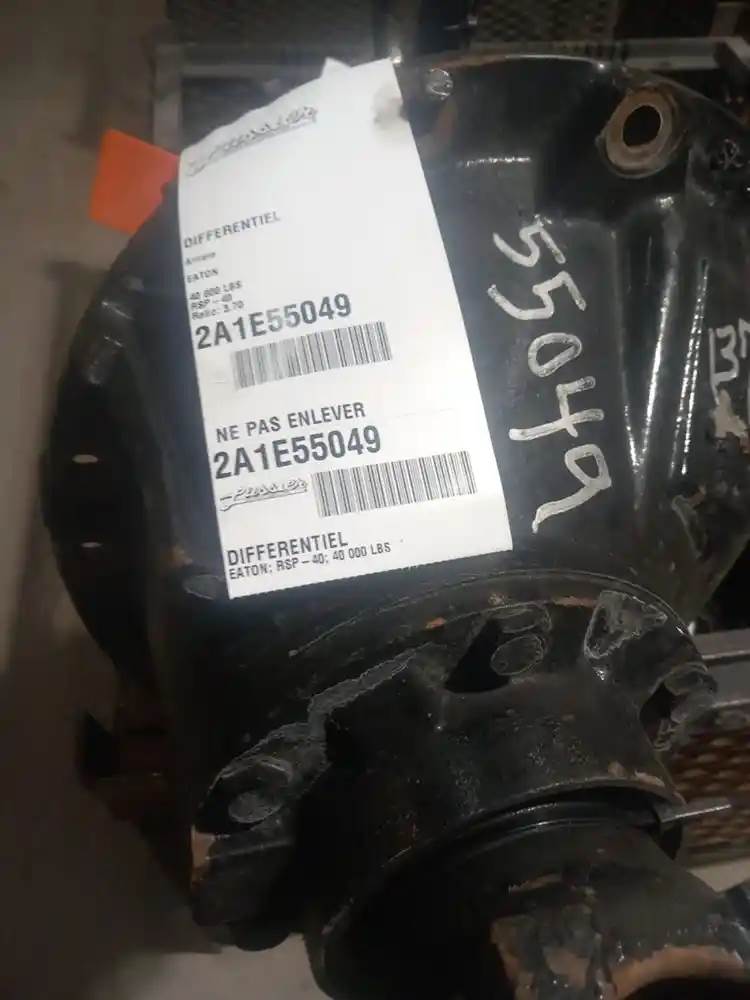 DIFFERENTIEL
Arriere
EATON
40 000 LBS
RSP-40
Ratio: 3.70
2A1E55049
NE PAS ENLEVER
2A1E55049
DIFFERENTIEL
EATON; RSP-40; 40 000 LBS
55049